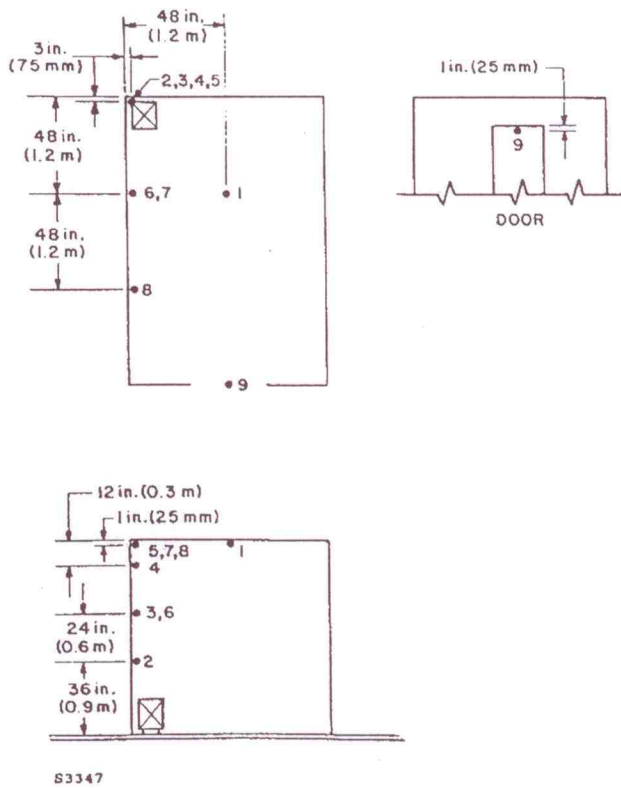 48 in.
(1.2 m)
3 in.
(75 mm)
2,3,4,5
1 in. (25 mm)
48 in.
(1.2 m)
9
6,7
1
DOOR
48 in.
(1.2 m)
8
9
12 in. (0.3 m)
1 in. (25 mm)
5,7,8
1
4
3,6
24 in.
(0.6 m)
2
36 in.
(0.9 m)
S3347